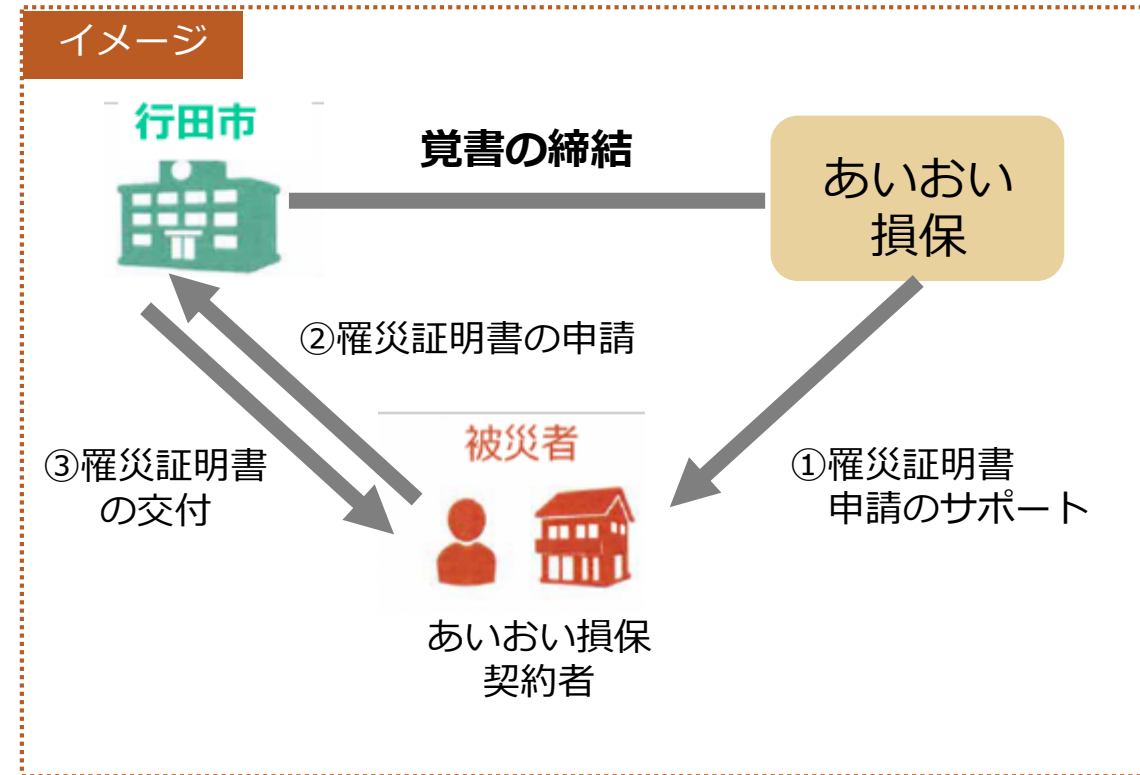 イメージ
行田市
覚書の締結
あいおい
損保
②罹災証明書の申請
被災者
③罹災証明書
の交付
①罹災証明書
申請のサポート
あいおい損保
契約者